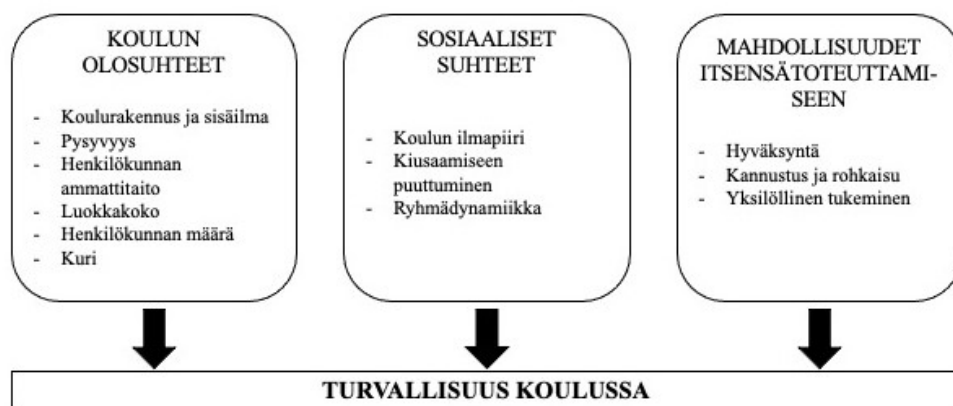 KOULUN
OLOSUHTEET
- Koulurakennus ja sisäilma
- Pysyvyys
- Henkilökunnan
ammattitaito
- Luokkakoko
- Henkilökunnan määrä
- Kuri
SOSIAALISET
SUHTEET
- Koulun ilmapiiri
- Kiusaamiseen
puuttuminen
- Ryhmädynamiikka
MAHDOLLISUUDET
ITSENSÄTOTEUTTAMI-
SEEN
- Hyväksyntä
- Kannustus ja rohkaisu
- Yksilöllinen tukeminen
TURVALLISUUS KOULUSSA